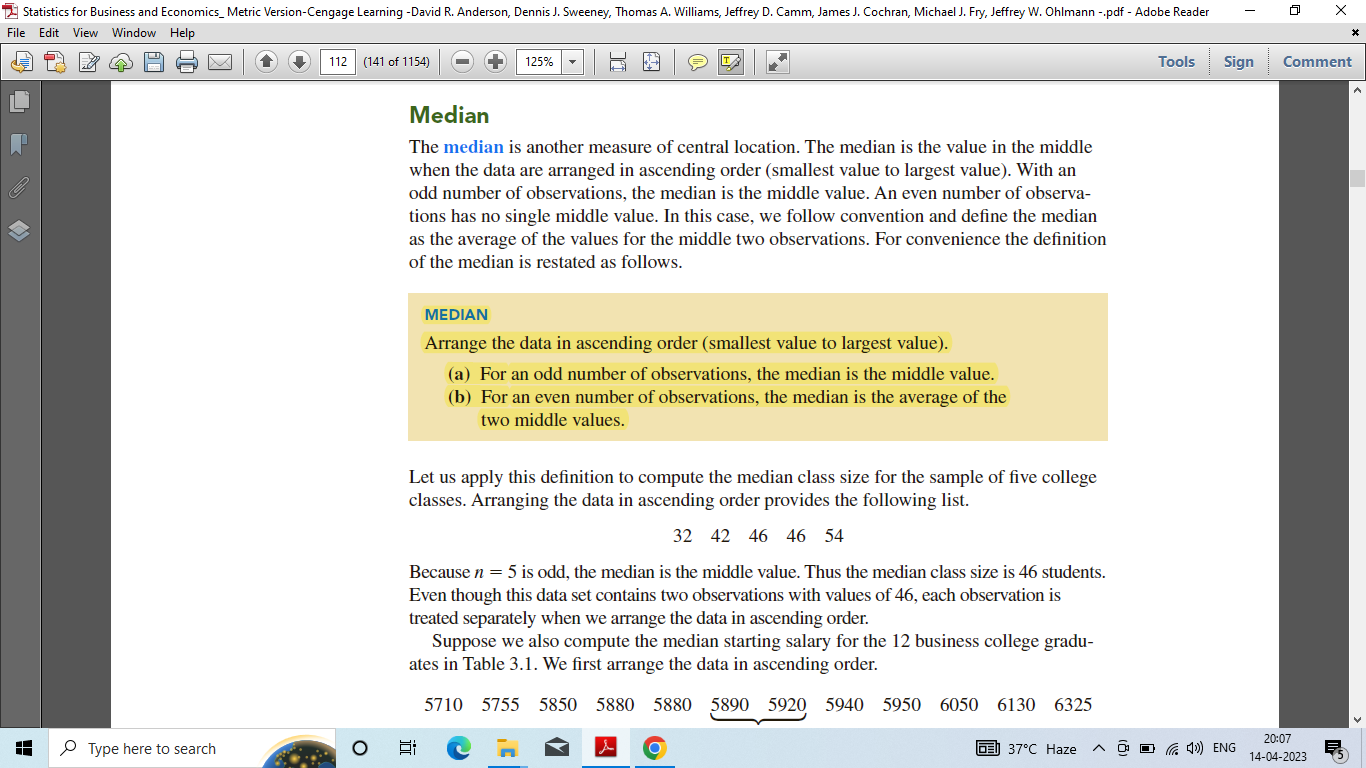 Statistics for Business and Economics_ Metric Version-Cengage Learning -David R. Anderson, Dennis J. Sweeney, Thomas A. Williams, Jeffrey D. Camm, James J. Cochran, Michael J. Fry, Jeffrey W. Ohlmann -.pdf - Adobe Reader
File Edit View Window Help
112 (141 of 1154) 125% Tools Sign Comment
Median
The median is another measure of central location. The median is the value in the middle
when the data are arranged in ascending order (smallest value to largest value). With an
odd number of observations, the median is the middle value. An even number of observa-
tions has no single middle value. In this case, we follow convention and define the median
as the average of the values for the middle two observations. For convenience the definition
of the median is restated as follows.
MEDIAN
Arrange the data in ascending order (smallest value to largest value).
(a) For an odd number of observations, the median is the middle value.
(b) For an even number of observations, the median is the average of the
two middle values.
Let us apply this definition to compute the median class size for the sample of five college
classes. Arranging the data in ascending order provides the following list.
32 42 46 46 54
Because n = 5 is odd, the median is the middle value. Thus the median class size is 46 students.
Even though this data set contains two observations with values of 46, each observation is
treated separately when we arrange the data in ascending order.
Suppose we also compute the median starting salary for the 12 business college gradu-
ates in Table 3.1. We first arrange the data in ascending order.
5710 5755 5850 5880 5880 5890 5920 5940 5950 6050 6130 6325
Type here to search
37°C Haze ENG
20:07
14-04-2023
5